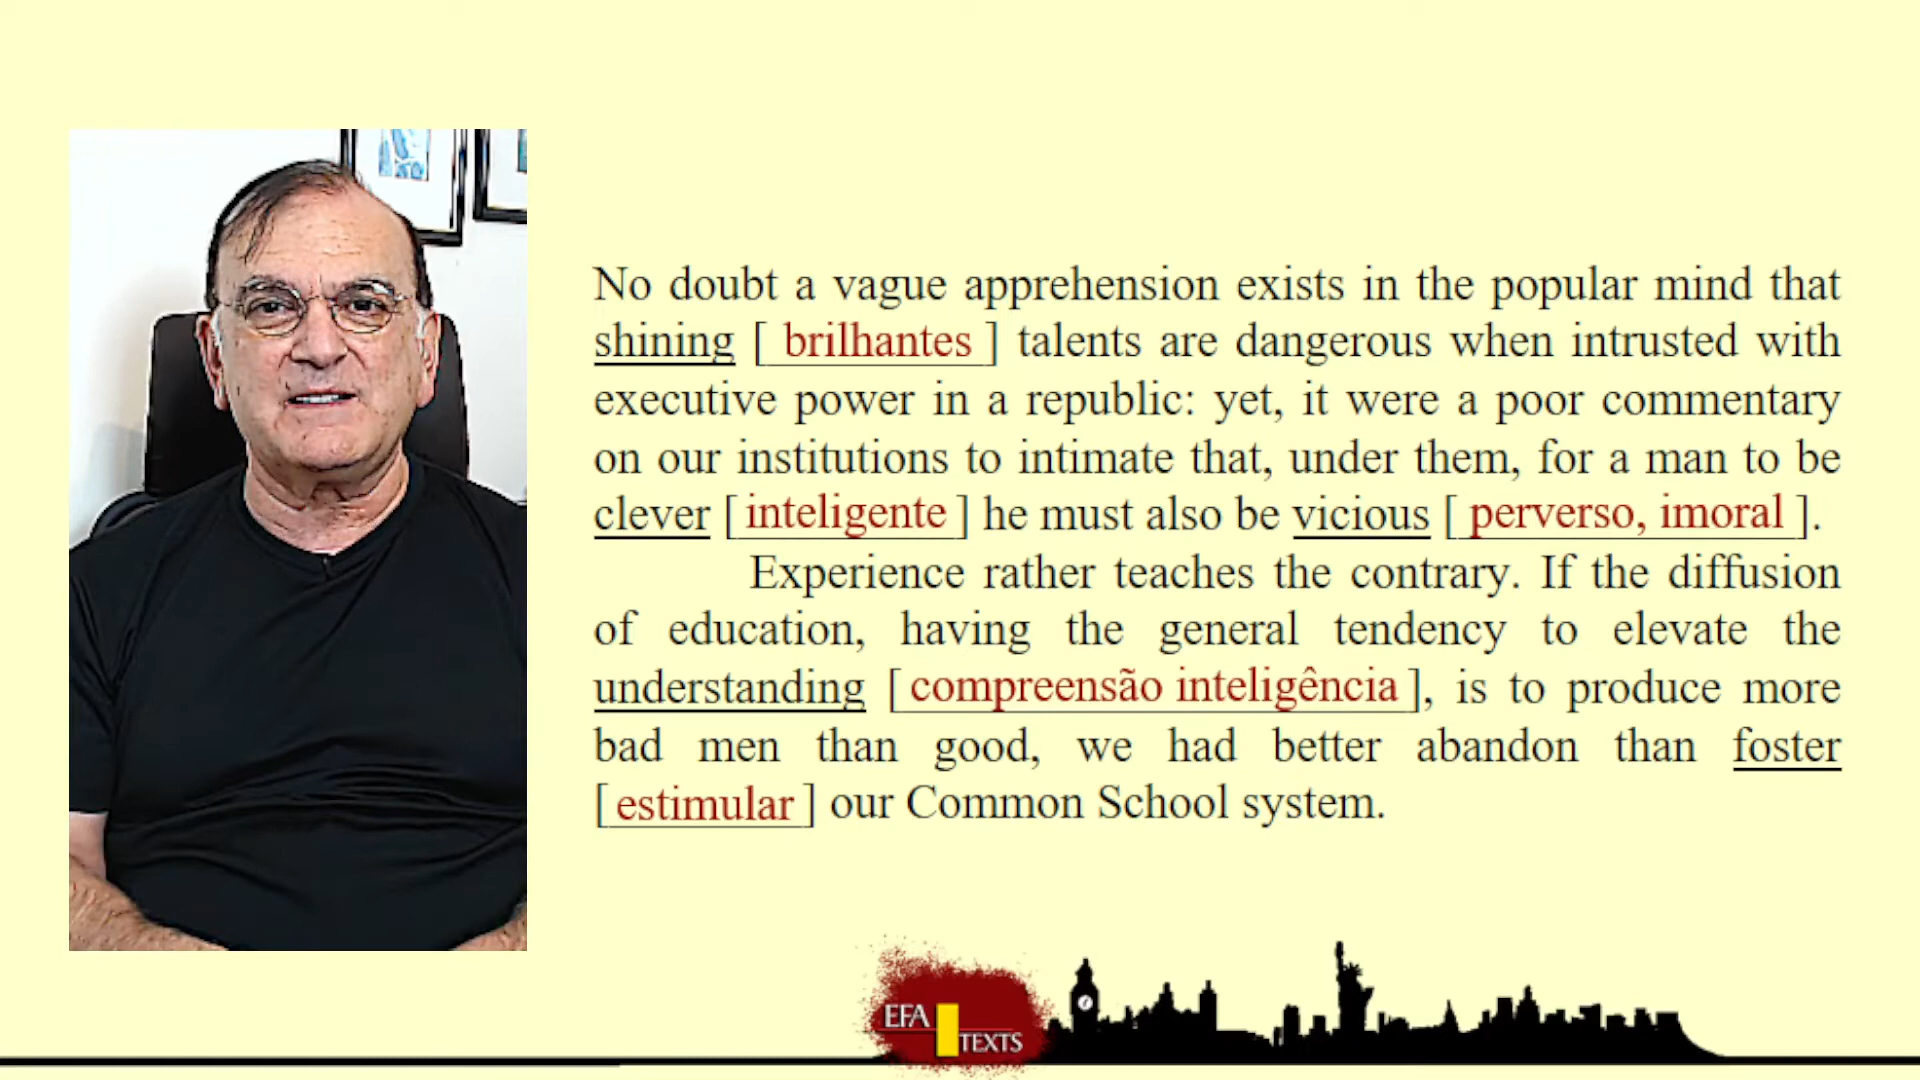 No doubt a vague apprehension exists in the popular mind that
shining [ brilhantes ] talents are dangerous when intrusted with
executive power in a republic: yet, it were a poor commentary
on our institutions to intimate that, under them, for a man to be
clever [ inteligente ] he must also be vicious [ perverso, imoral ].
Experience rather teaches the contrary. If the diffusion
of education, having the general tendency to elevate the
understanding [ compreensão inteligência ], is to produce more
bad men than good, we had better abandon than foster
[ estimular ] our Common School system.
EFA
TEXTS